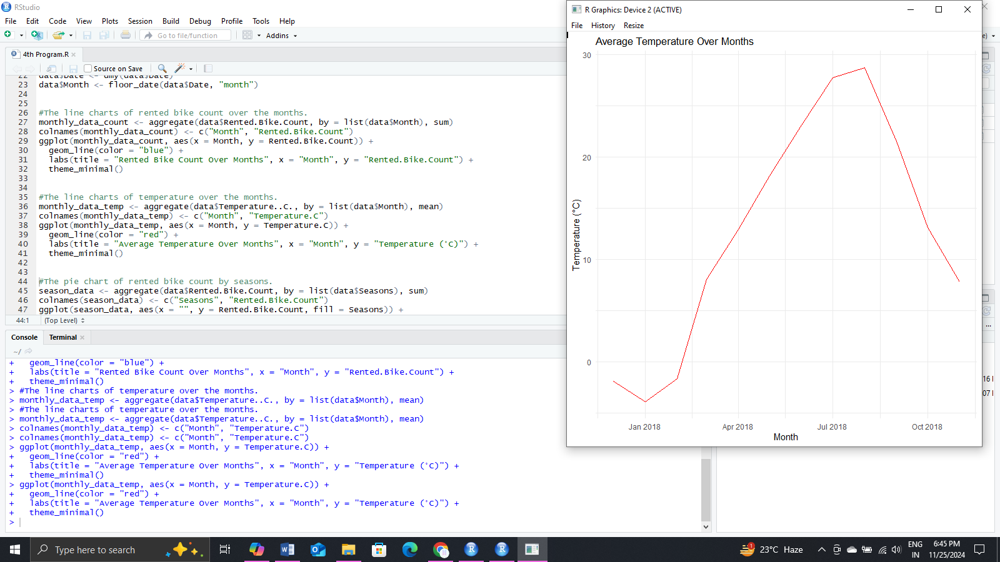 RStudio
File Edit Code View Plots Session Build Debug Profile Tools Help
Go to file/function Addins
4th Program.R
Source on Save
22 data$Date <- dmy(data$Date)
23 data$Month <- floor_date(data$Date, "month")
24
25
26 #The line charts of rented bike count over the months.
27 monthly_data_count <- aggregate(data$Rented.Bike.Count, by = list(data$Month), sum)
28 colnames(monthly_data_count) <- c("Month", "Rented.Bike.Count")
29 ggplot(monthly_data_count, aes(x = Month, y = Rented.Bike.Count)) +
30 geom_line(color = "blue") +
31 labs(title = "Rented Bike Count Over Months", x = "Month", y = "Rented.Bike.Count") +
32 theme_minimal()
33
34
35 #The line charts of temperature over the months.
36 monthly_data_temp <- aggregate(data$Temperature..C., by = list(data$Month), mean)
37 colnames(monthly_data_temp) <- c("Month", "Temperature.C")
38 ggplot(monthly_data_temp, aes(x = Month, y = Temperature.C)) +
39 geom_line(color = "red") +
40 labs(title = "Average Temperature Over Months", x = "Month", y = "Temperature (°C)") +
41 theme_minimal()
42
43
44 #The pie chart of rented bike count by seasons.
45 season_data <- aggregate(data$Rented.Bike.Count, by = list(data$Seasons), sum)
46 colnames(season_data) <- c("Seasons", "Rented.Bike.Count")
47 ggplot(season_data, aes(x = "", y = Rented.Bike.Count, fill = Seasons)) +
44:1 (Top Level)
Console Terminal
~/
+ geom_line(color = "blue") +
+ labs(title = "Rented Bike Count Over Months", x = "Month", y = "Rented.Bike.Count") +
+ theme_minimal()
> #The line charts of temperature over the months.
> monthly_data_temp <- aggregate(data$Temperature..C., by = list(data$Month), mean)
> #The line charts of temperature over the months.
> monthly_data_temp <- aggregate(data$Temperature..C., by = list(data$Month), mean)
> colnames(monthly_data_temp) <- c("Month", "Temperature.C")
> colnames(monthly_data_temp) <- c("Month", "Temperature.C")
> ggplot(monthly_data_temp, aes(x = Month, y = Temperature.C)) +
+ geom_line(color = "red") +
+ labs(title = "Average Temperature Over Months", x = "Month", y = "Temperature (°C)") +
+ theme_minimal()
> ggplot(monthly_data_temp, aes(x = Month, y = Temperature.C)) +
+ geom_line(color = "red") +
+ labs(title = "Average Temperature Over Months", x = "Month", y = "Temperature (°C)") +
+ theme_minimal()
>
R Graphics: Device 2 (ACTIVE)
File History Resize
Average Temperature Over Months
30
20
10
0
Temperature (°C)
Jan 2018 Apr 2018 Jul 2018 Oct 2018
Month
e)
16
07
Type here to search
1
23°C Haze
ENG
IN
6:45 PM
11/25/2024